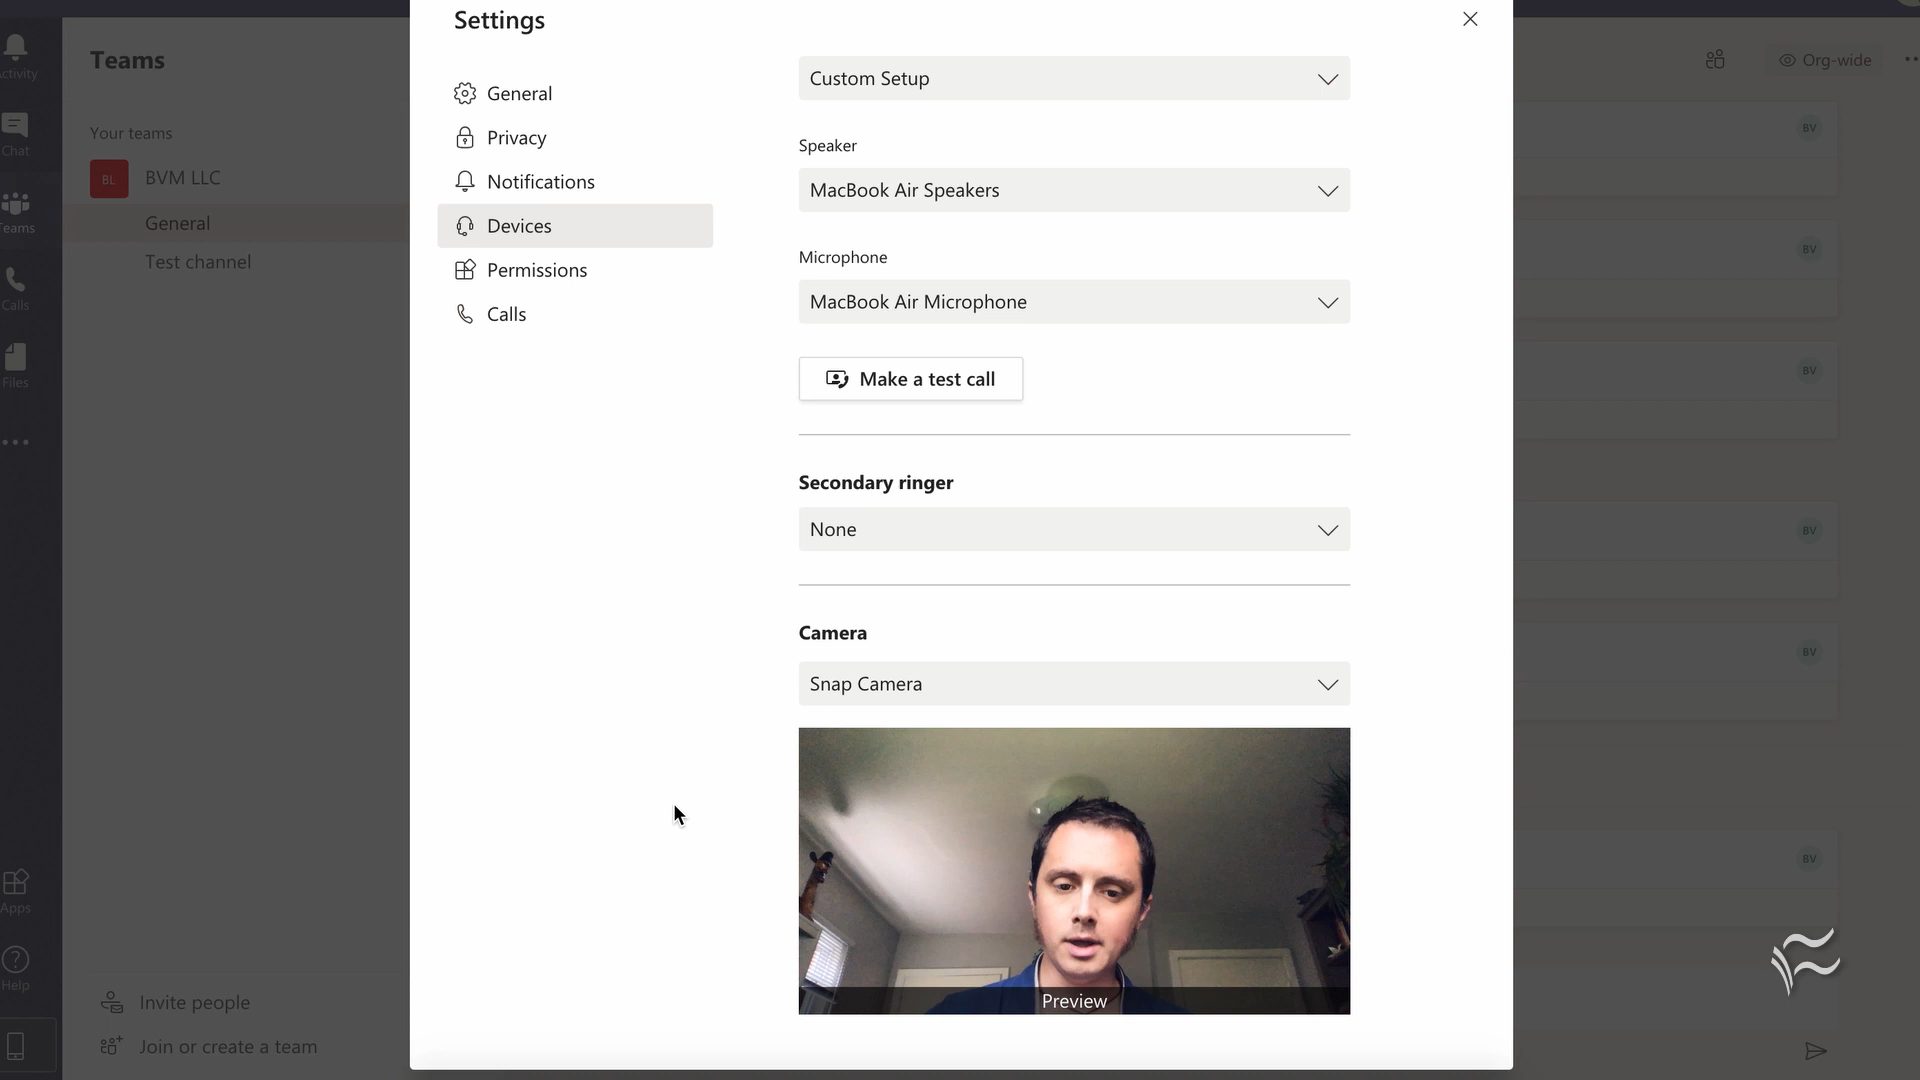 Settings
Activity
Chat
Teams
Calls
Files
Apps
Help
Teams
Your teams
BL
BVM LLC
General
Test channel
Invite people
Join or create a team
General
Privacy
Notifications
Devices
Permissions
Calls
Custom Setup
Speaker
MacBook Air Speakers
Microphone
MacBook Air Microphone
Make a test call
Secondary ringer
None
Camera
Snap Camera
Preview
Org-wide
BV
BV
BV
BV
BV
BV